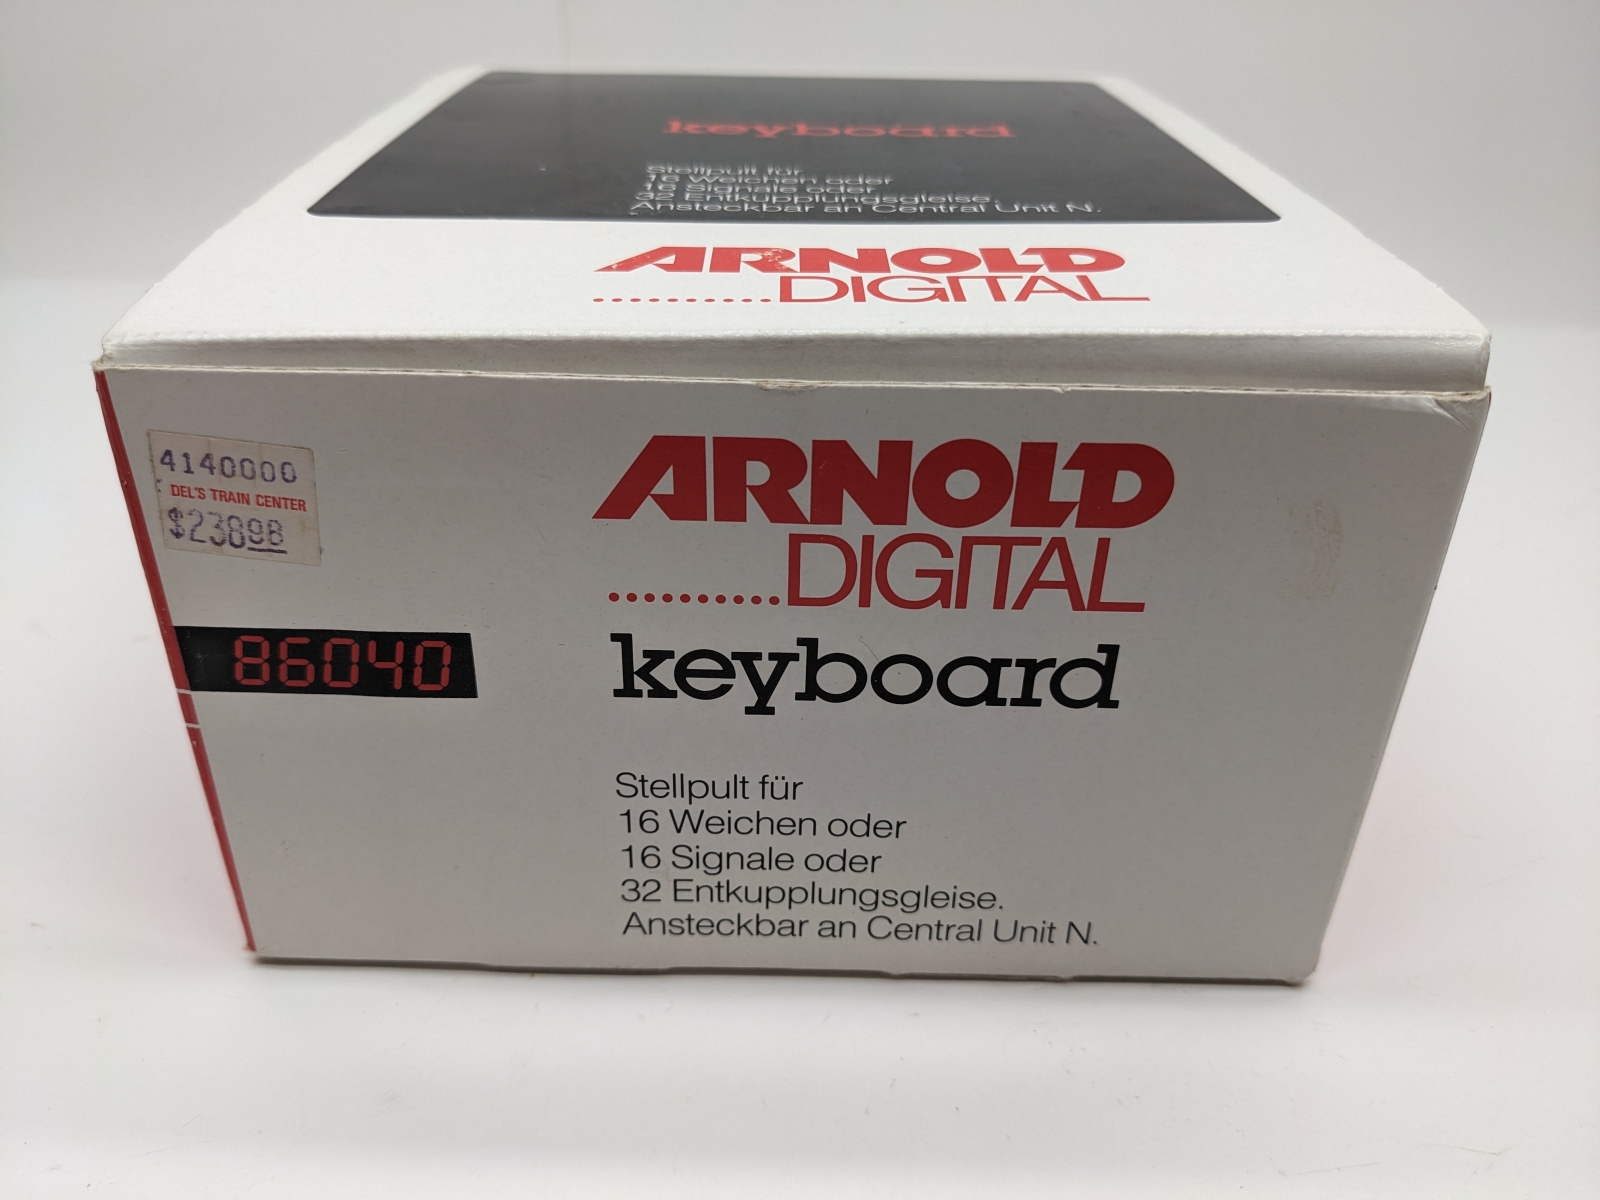 keyboard
Stellpult für
16 Weichen oder
16 Signale oder
32 Entkupplungsgleise.
Ansteckbar an Central Unit N.
ARNOLD
...........DIGITAL
4140000
DEL'S TRAIN CENTER
$23898
86040
ARNOLD
..........DIGITAL
keyboard
Stellpult für
16 Weichen oder
16 Signale oder
32 Entkupplungsgleise.
Ansteckbar an Central Unit N.